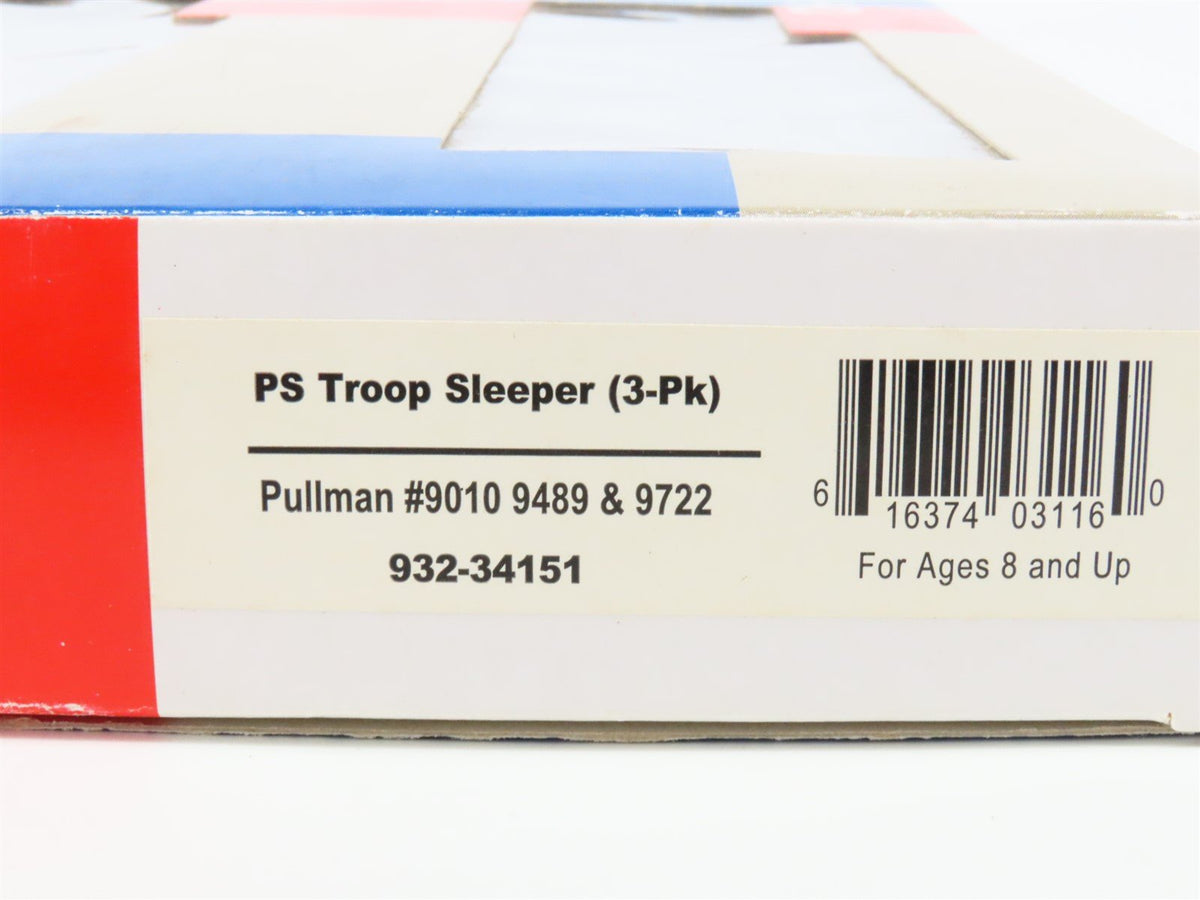 PS Troop Sleeper (3-Pk)
Pullman #9010 9489 & 9722
932-34151
6 16374 03116 0
For Ages 8 and Up